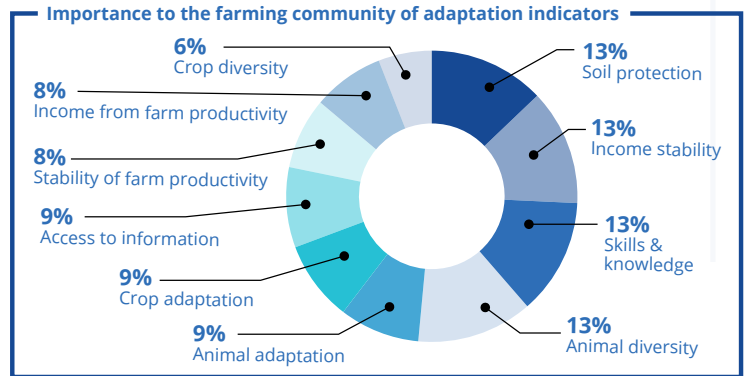 Importance to the farming community of adaptation indicators
13%
Soil protection
13%
Income stability
13%
Skills &
knowledge
13%
Animal diversity
9%
Animal adaptation
9%
Crop adaptation
9%
Access to information
8%
Stability of farm productivity
8%
Income from farm productivity
6%
Crop diversity